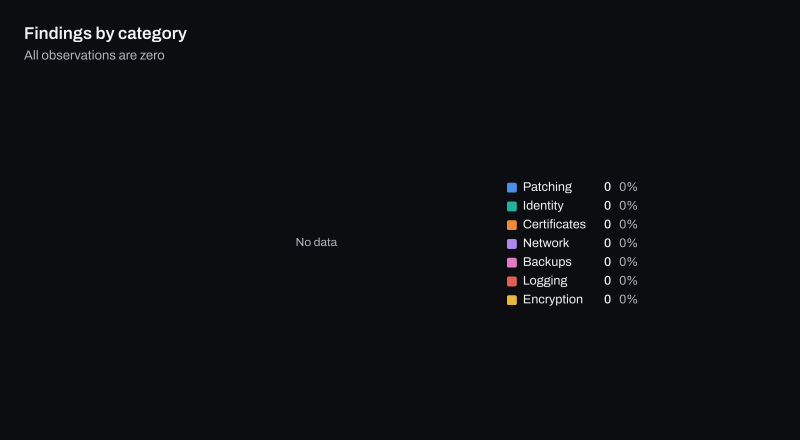 Findings by category
All observations are zero
No data
Patching 0 0%
Identity 0 0%
Certificates 0 0%
Network 0 0%
Backups 0 0%
Logging 0 0%
Encryption 0 0%